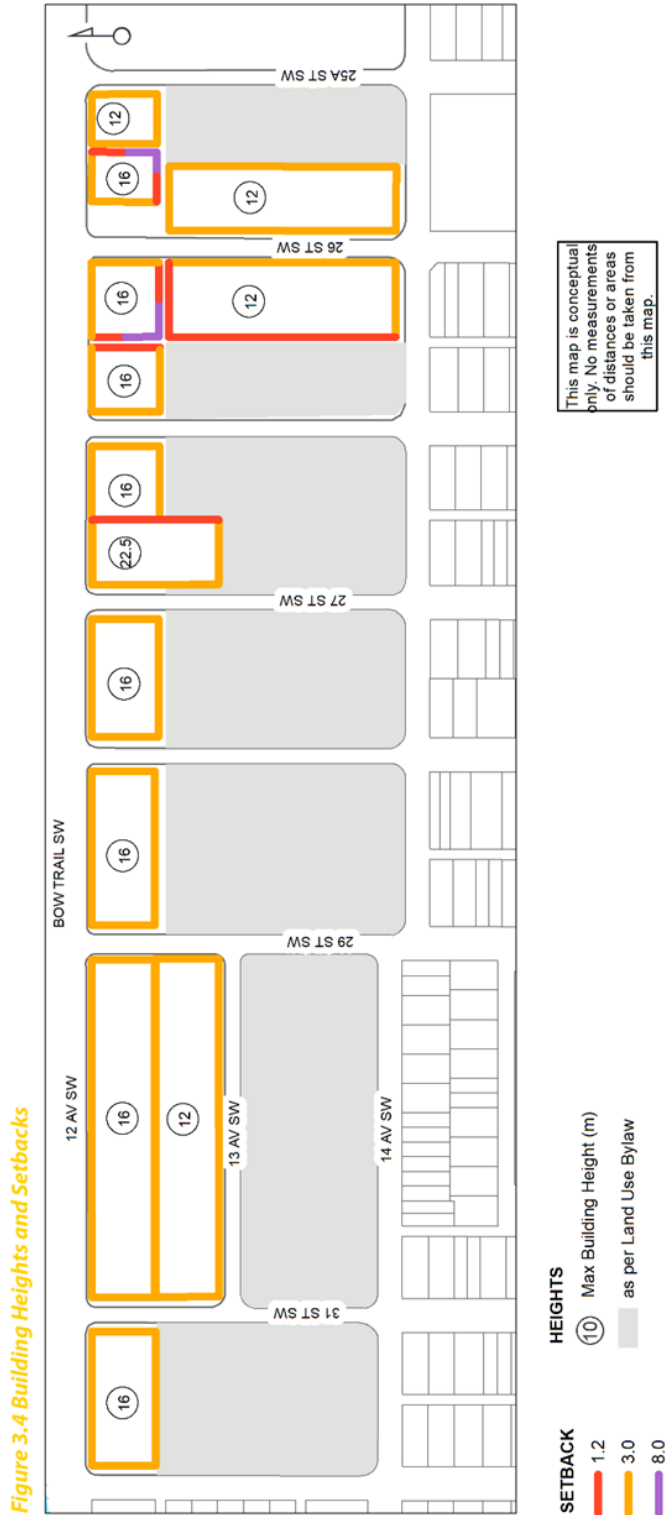 Figure 3.4 Building Heights and Setbacks
12 AV SW
BOW TRAIL SW
16
16
12
16
16
22.5
16
16
16
16
12
12
12
31 ST SW
13 AV SW
14 AV SW
29 ST SW
27 ST SW
26 ST SW
25A ST SW
SETBACK
1.2
3.0
8.0
HEIGHTS
10 Max Building Height (m)
as per Land Use Bylaw
This map is conceptual
only. No measurements
of distances or areas
should be taken from
this map.